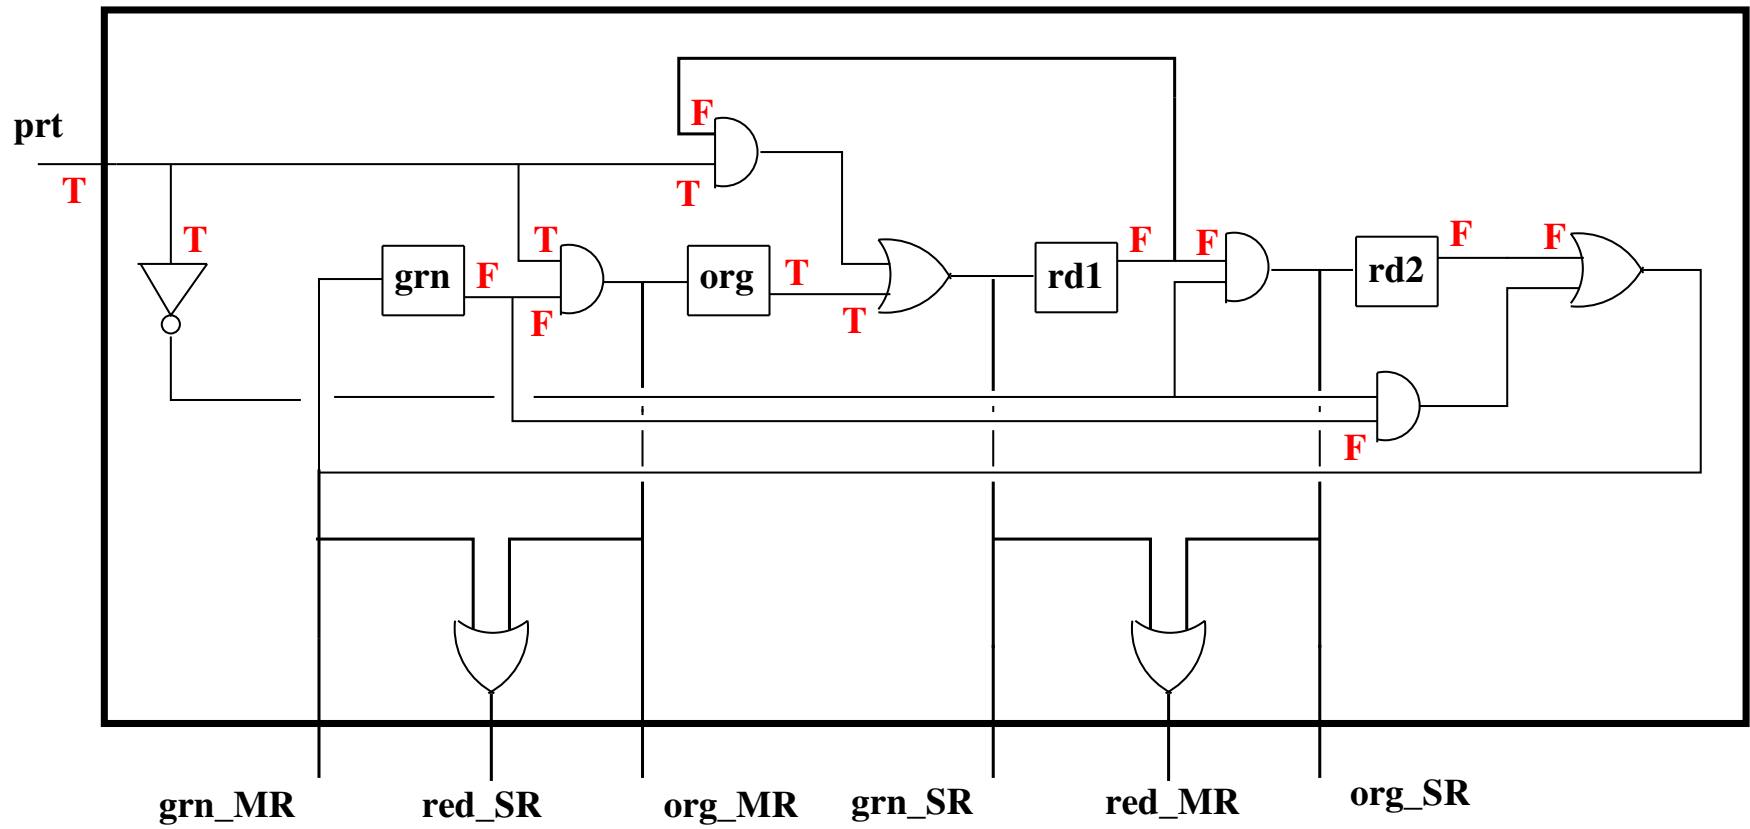 F
prt
T
T
T
T
F
F
F
F
grn
F
org
T
rd1
rd2
F
T
F
grn_MR
red_SR
org_MR
grn_SR
red_MR
org_SR